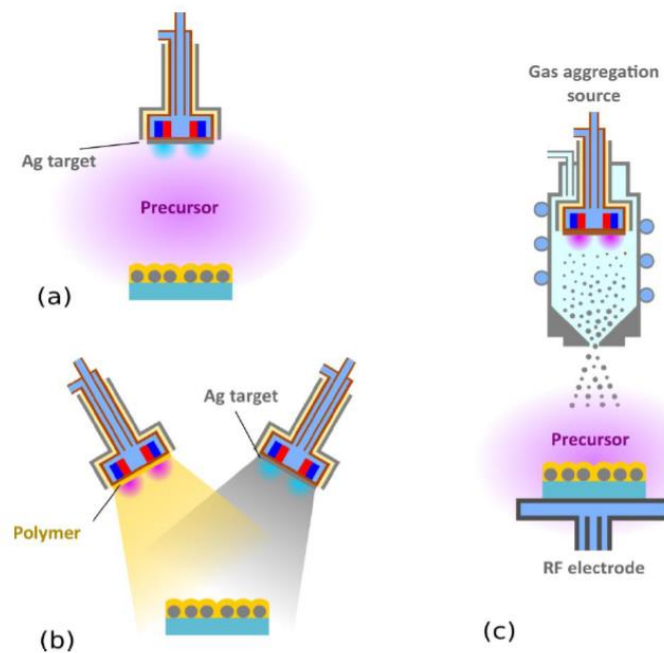 Ag target
Precursor
(a)
Ag target
Polymer
(b)
Gas aggregation
source
Precursor
RF electrode
(c)